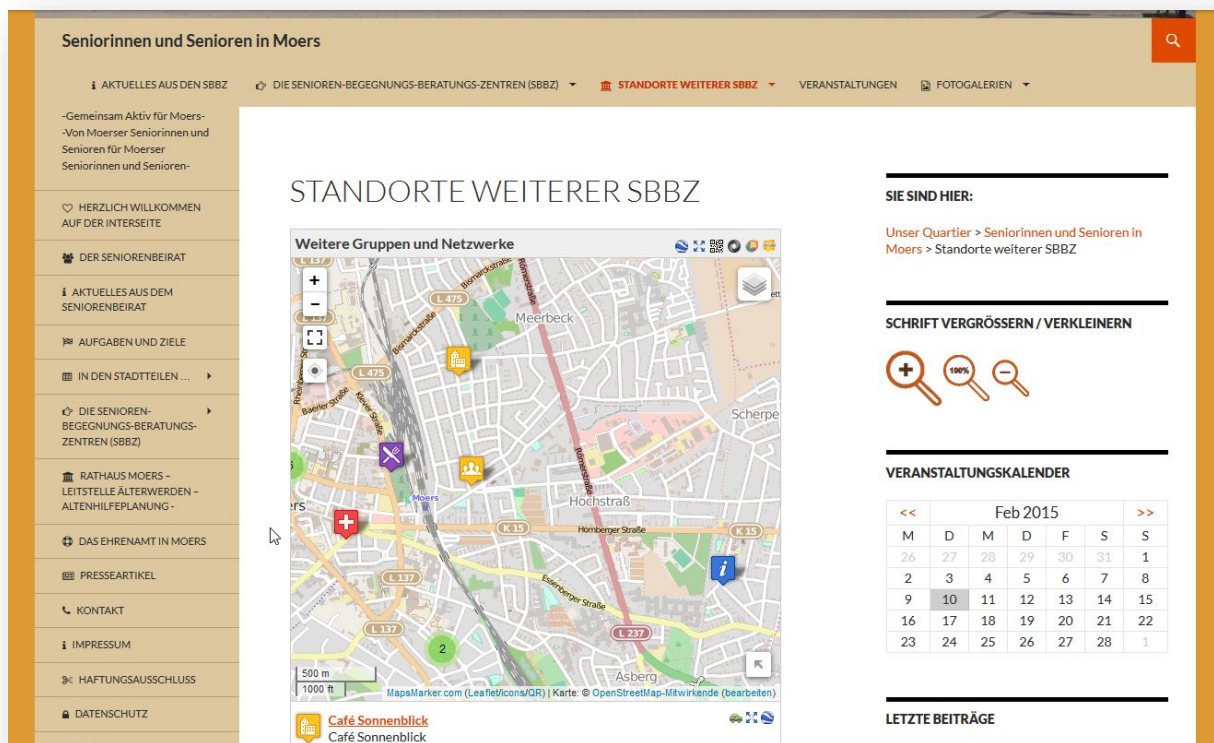 Seniorinnen und Senioren in Moers
AKTUELLES AUS DEN SBBZ
DIE SENIOREN-BEGEGNUNGS-BERATUNGS-ZENTREN (SBBZ)
STANDORTE WEITERER SBBZ
VERANSTALTUNGEN
FOTOGALERIEN
-Gemeinsam Aktiv für Moers-
-Von Moerser Seniorinnen und
Senioren für Moerser
Seniorinnen und Senioren-
HERZLICH WILLKOMMEN
AUF DER INTERSEITE
DER SENIORENBEIRAT
AKTUELLES AUS DEM
SENIORENBEIRAT
AUFGABEN UND ZIELE
IN DEN STADTTEILEN ...
DIE SENIOREN-
BEGEGNUNGS-BERATUNGS-
ZENTREN (SBBZ)
RATHAUS MOERS –
LEITSTELLE ÄLTERWERDEN –
ALTENHILFEPLANUNG -
DAS EHRENAMT IN MOERS
PRESSEARTIKEL
KONTAKT
IMPRESSUM
HAFTUNGSAUSSCHLUSS
DATENSCHUTZ
STANDORTE WEITERER SBBZ
Weitere Gruppen und Netzwerke
+
−
L 475
Bismarckstraße
Römerstraße
Meerbeck
Bismarckstraße
L 475
Baerler Straße
Klever Straße
Scherpe
Römerstraße
Moers
Hochstraß
K 15
Homberger Straße
K 15
L 137
Essenberger Straße
L 137
2
L 237
Asberg
500 m
1000 ft
MapsMarker.com (Leaflet/icons/QR) | Karte: © OpenStreetMap-Mitwirkende (bearbeiten)
Café Sonnenblick
Café Sonnenblick
SIE SIND HIER:
Unser Quartier > Seniorinnen und Senioren in
Moers > Standorte weiterer SBBZ
SCHRIFT VERGRÖSSERN / VERKLEINERN
100%
VERANSTALTUNGSKALENDER
<< Feb 2015 >>
M D M D F S S
26 27 28 29 30 31 1
2 3 4 5 6 7 8
9 10 11 12 13 14 15
16 17 18 19 20 21 22
23 24 25 26 27 28 1
LETZTE BEITRÄGE